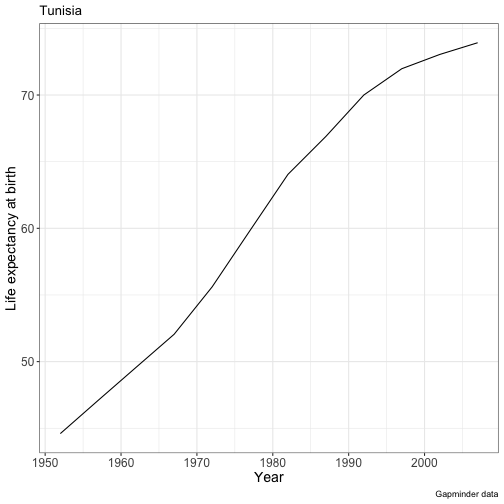 Tunisia
70
60
50
Life expectancy at birth
1950 1960 1970 1980 1990 2000
Year
Gapminder data